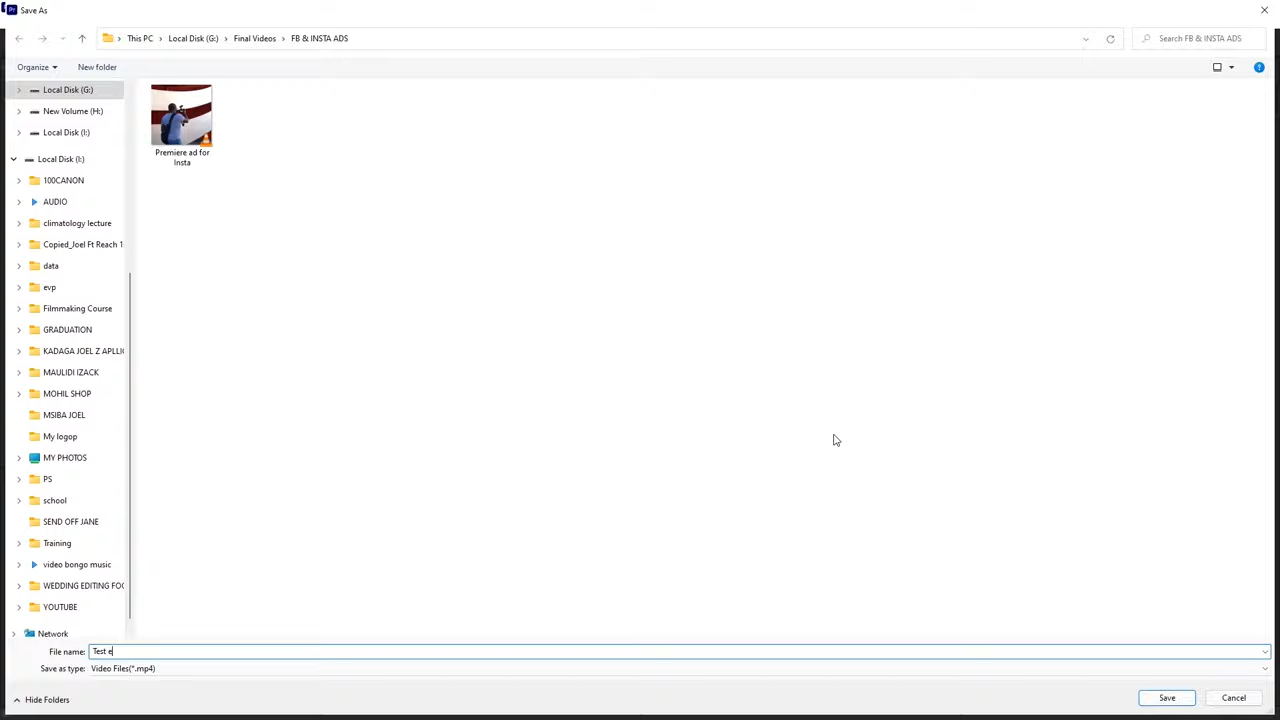 Pr Save As
This PC > Local Disk (G:) > Final Videos > FB & INSTA ADS
Search FB & INSTA ADS
Organize
New folder
?
Local Disk (G:)
New Volume (H:)
Local Disk (I:)
Local Disk (I:)
100CANON
AUDIO
climatology lecture
Copied_Joel Ft Reach 1
data
evp
Filmmaking Course
GRADUATION
KADAGA JOEL Z APLLIC
MAULIDI IZACK
MOHIL SHOP
MSIBA JOEL
My logop
MY PHOTOS
PS
school
SEND OFF JANE
Training
video bongo music
WEDDING EDITING FOO
YOUTUBE
Network
Premiere ad for
Insta
File name: Test e
Save as type: Video Files(*.mp4)
Hide Folders
Save
Cancel